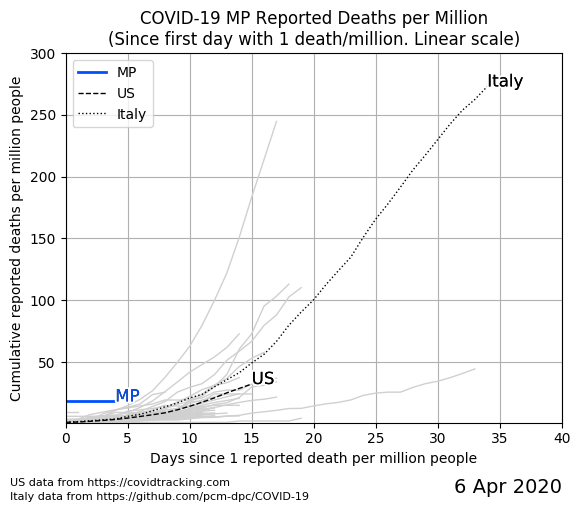 COVID-19 MP Reported Deaths per Million
(Since first day with 1 death/million. Linear scale)
Cumulative reported deaths per million people
300
250
200
150
100
50
MP
US
Italy
Italy
MP
US
0
5
10
15
20
25
30
35
40
Days since 1 reported death per million people
US data from https://covidtracking.com
Italy data from https://github.com/pcm-dpc/COVID-19
6 Apr 2020